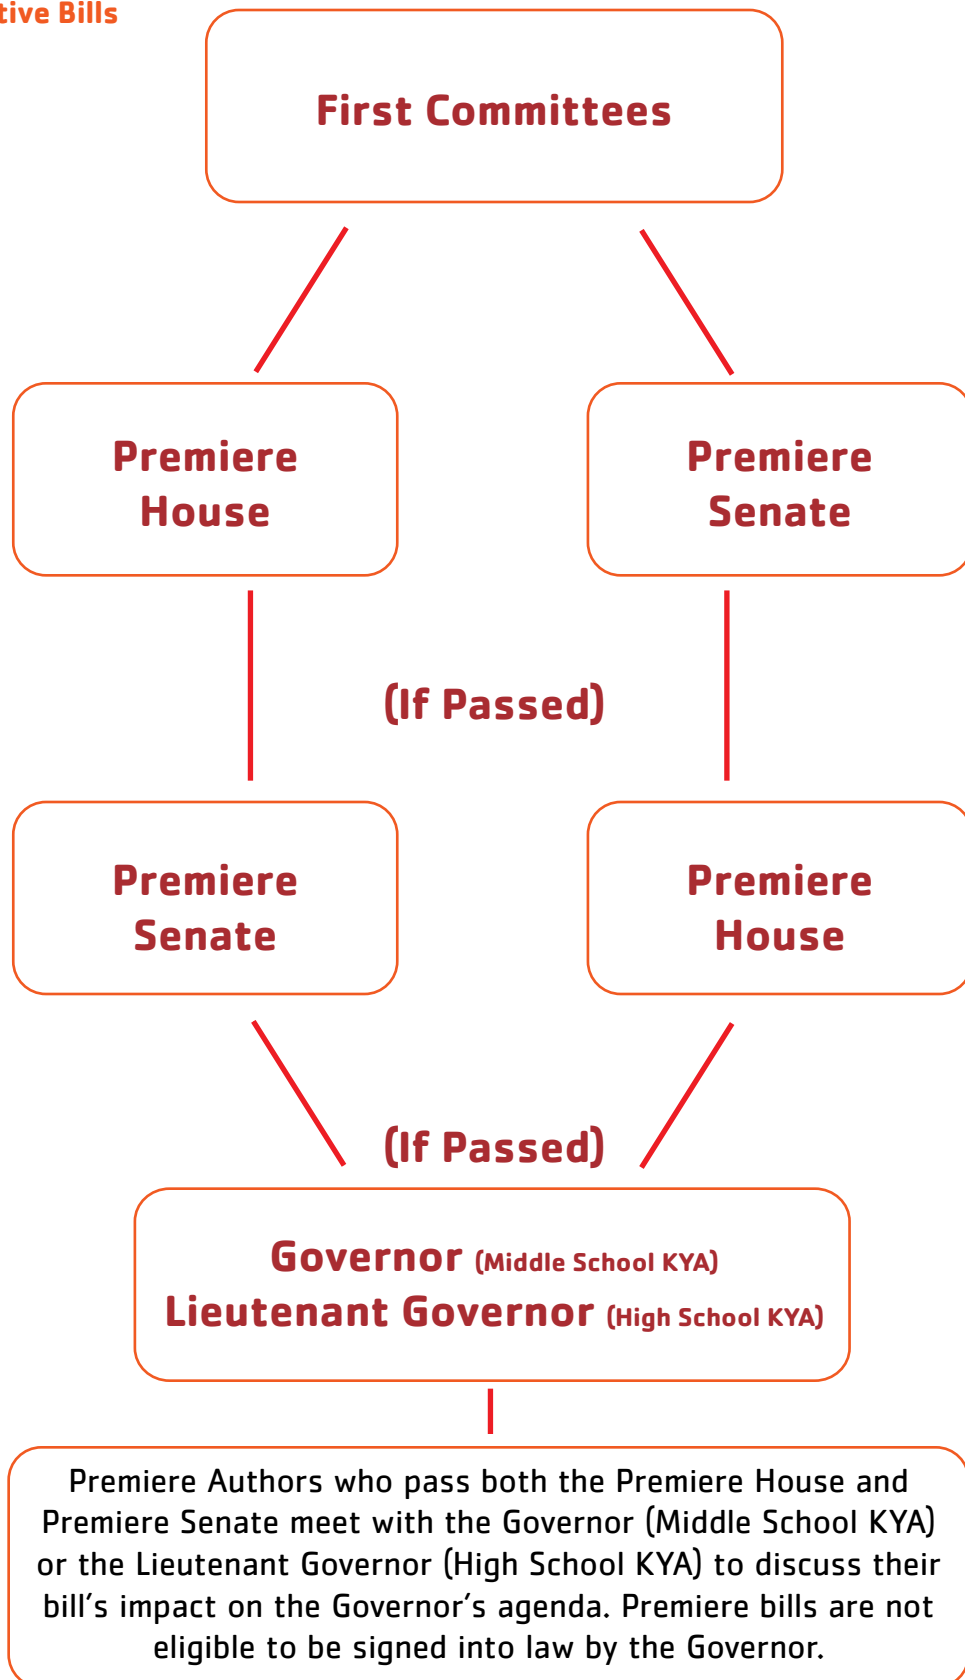 tive Bills
First Committees
Premiere
House
Premiere
Senate
(If Passed)
Premiere
Senate
Premiere
House
(If Passed)
Governor (Middle School KYA)
Lieutenant Governor (High School KYA)
Premiere Authors who pass both the Premiere House and
Premiere Senate meet with the Governor (Middle School KYA)
or the Lieutenant Governor (High School KYA) to discuss their
bill’s impact on the Governor’s agenda. Premiere bills are not
eligible to be signed into law by the Governor.